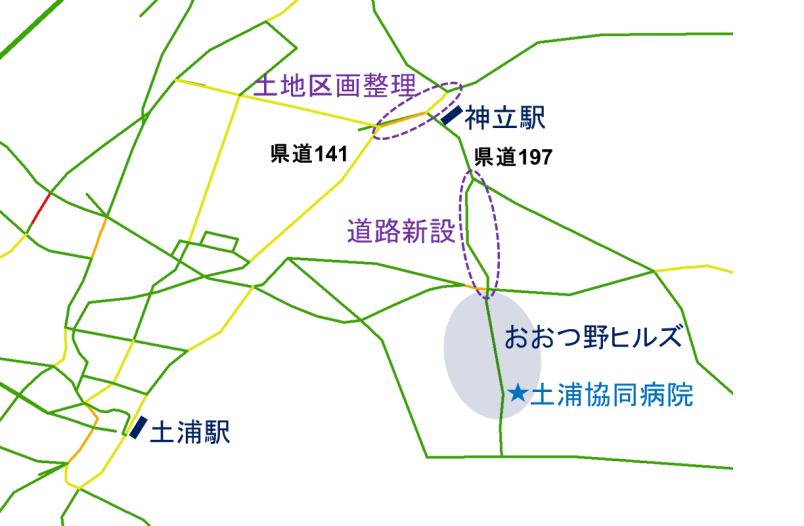 土地区画整理
神立駅
県道141
県道197
道路新設
おおつ野ヒルズ
★土浦協同病院
土浦駅